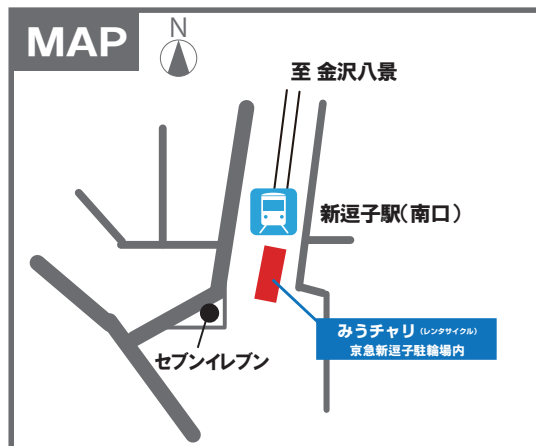 MAP
N
至 金沢八景
新逗子駅(南口)
みうチャリ(レンタサイクル)
京急新逗子駐輪場内
セブンイレブン